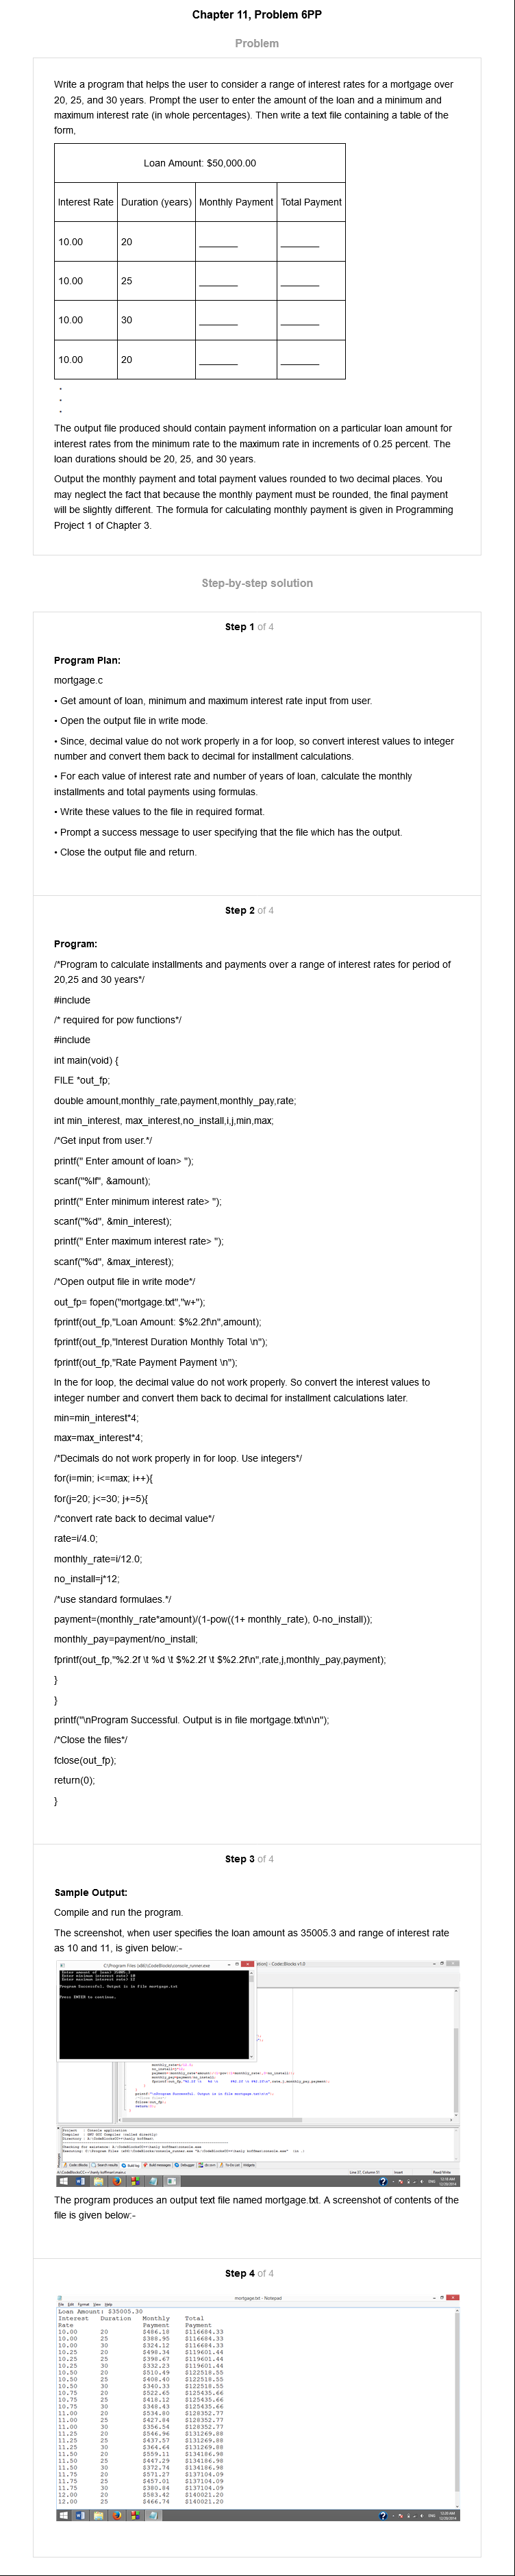 Chapter 11, Problem 6PP
Problem
Write a program that helps the user to consider a range of interest rates for a mortgage over
20, 25, and 30 years. Prompt the user to enter the amount of the loan and a minimum and
maximum interest rate (in whole percentages). Then write a text file containing a table of the
form,
Loan Amount: $50,000.00
Interest Rate Duration (years) Monthly Payment Total Payment
10.00 20 ________ ________
10.00 25 ________ ________
10.00 30 ________ ________
10.00 20 ________ ________
.
.
.
The output file produced should contain payment information on a particular loan amount for
interest rates from the minimum rate to the maximum rate in increments of 0.25 percent. The
loan durations should be 20, 25, and 30 years.
Output the monthly payment and total payment values rounded to two decimal places. You
may neglect the fact that because the monthly payment must be rounded, the final payment
will be slightly different. The formula for calculating monthly payment is given in Programming
Project 1 of Chapter 3.
Step-by-step solution
Step 1 of 4
Program Plan:
mortgage.c
• Get amount of loan, minimum and maximum interest rate input from user.
• Open the output file in write mode.
• Since, decimal value do not work properly in a for loop, so convert interest values to integer
number and convert them back to decimal for installment calculations.
• For each value of interest rate and number of years of loan, calculate the monthly
installments and total payments using formulas.
• Write these values to the file in required format.
• Prompt a success message to user specifying that the file which has the output.
• Close the output file and return.
Step 2 of 4
Program:
/*Program to calculate installments and payments over a range of interest rates for period of
20,25 and 30 years*/
#include
/* required for pow functions*/
#include
int main(void) {
FILE *out_fp;
double amount,monthly_rate,payment,monthly_pay,rate;
int min_interest, max_interest,no_install,i,j,min,max;
/*Get input from user.*/
printf(" Enter amount of loan> ");
scanf("%lf", &amount);
printf(" Enter minimum interest rate> ");
scanf("%d", &min_interest);
printf(" Enter maximum interest rate> ");
scanf("%d", &max_interest);
/*Open output file in write mode*/
out_fp= fopen("mortgage.txt","w+");
fprintf(out_fp,"Loan Amount: $%2.2f\n",amount);
fprintf(out_fp,"Interest Duration Monthly Total \n");
fprintf(out_fp,"Rate Payment Payment \n");
In the for loop, the decimal value do not work properly. So convert the interest values to
integer number and convert them back to decimal for installment calculations later.
min=min_interest*4;
max=max_interest*4;
/*Decimals do not work properly in for loop. Use integers*/
for(i=min; i<=max; i++){
for(j=20; j<=30; j+=5){
/*convert rate back to decimal value*/
rate=i/4.0;
monthly_rate=i/12.0;
no_install=j*12;
/*use standard formulaes.*/
payment=(monthly_rate*amount)/(1-pow((1+ monthly_rate), 0-no_install));
monthly_pay=payment/no_install;
fprintf(out_fp,"%2.2f \t %d \t $%2.2f \t $%2.2f\n",rate,j,monthly_pay,payment);
}
}
printf("\nProgram Successful. Output is in file mortgage.txt\n\n");
/*Close the files*/
fclose(out_fp);
return(0);
}
Step 3 of 4
Sample Output:
Compile and run the program.
The screenshot, when user specifies the loan amount as 35005.3 and range of interest rate
as 10 and 11, is given below:-
Program Successful. Output is in file mortgage.txt
Press ENTER to continue.
The program produces an output text file named mortgage.txt. A screenshot of contents of the
file is given below:-
Step 4 of 4
mortgage.txt - Notepad
File Edit Format View Help
Loan Amount: $35005.30
Interest Duration Monthly Total
Rate Payment Payment
10.00 20 $486.18 $116684.33
10.00 25 $388.95 $116684.33
10.00 30 $324.12 $116684.33
10.25 20 $498.34 $119601.44
10.25 25 $398.67 $119601.44
10.25 30 $332.23 $119601.44
10.50 20 $510.49 $122518.55
10.50 25 $408.40 $122518.55
10.50 30 $340.33 $122518.55
10.75 20 $522.65 $125435.66
10.75 25 $418.12 $125435.66
10.75 30 $348.43 $125435.66
11.00 20 $534.80 $128352.77
11.00 25 $427.84 $128352.77
11.00 30 $356.54 $128352.77
11.25 20 $546.96 $131269.88
11.25 25 $437.57 $131269.88
11.25 30 $364.64 $131269.88
11.50 20 $559.11 $134186.98
11.50 25 $447.29 $134186.98
11.50 30 $372.74 $134186.98
11.75 20 $571.27 $137104.09
11.75 25 $457.01 $137104.09
11.75 30 $380.84 $137104.09
12.00 20 $583.42 $140021.20
12.00 25 $466.74 $140021.20